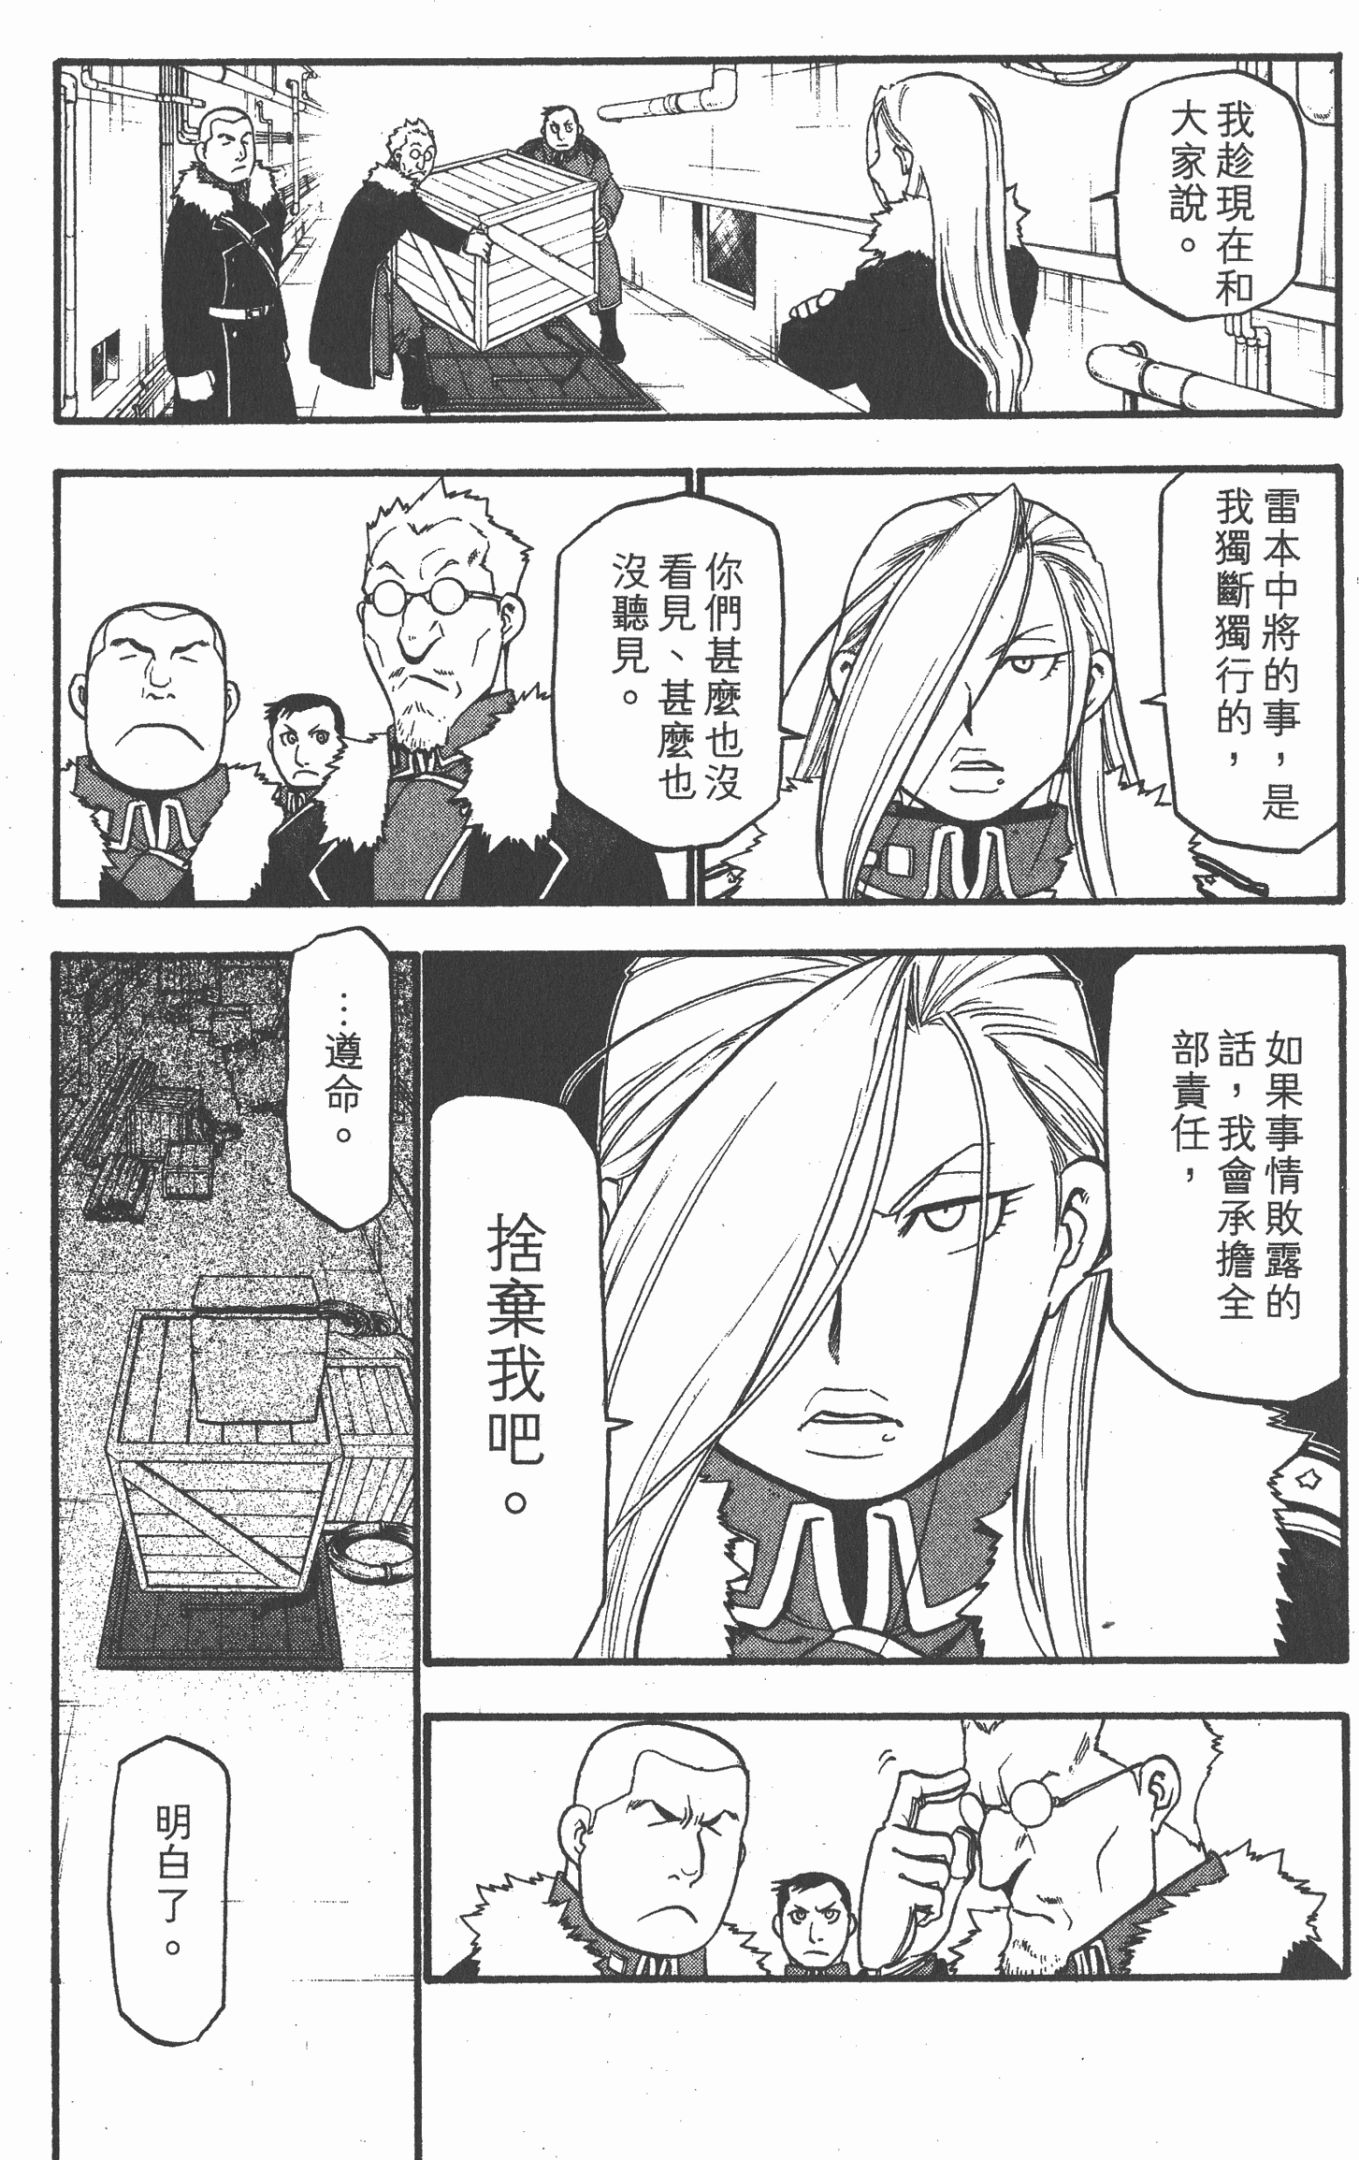 我趁現在和
大家說。
雷本中將的事，是
我獨斷獨行的，
你們甚麼也沒
看見、甚麼也
沒聽見。
如果事情敗露的
話，我會承擔全
部責任，
捨棄我吧。
…遵命。
明白了。